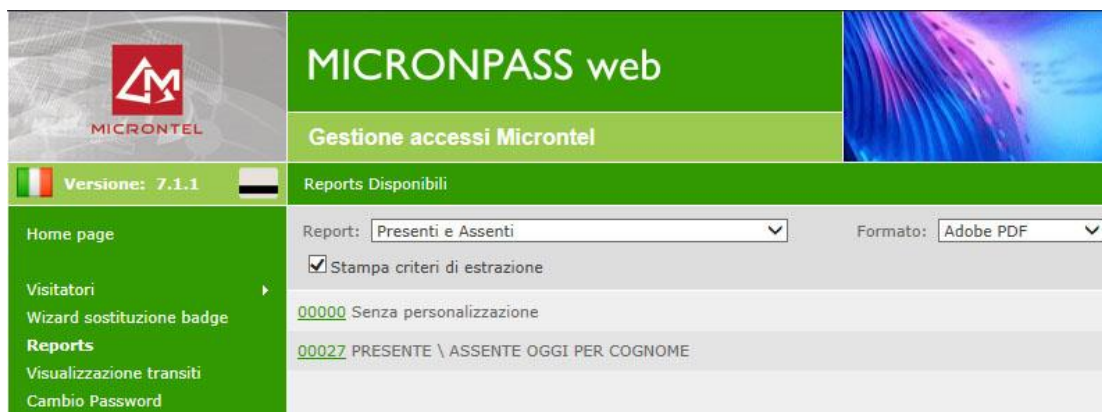 MICRONTEL
MICRONPASS web
Gestione accessi Microntel
Versione: 7.1.1
Reports Disponibili
Home page
Visitatori
Wizard sostituzione badge
Reports
Visualizzazione transiti
Cambio Password
Report: Presenti e Assenti Formato: Adobe PDF
Stampa criteri di estrazione
00000 Senza personalizzazione
00027 PRESENTE \ ASSENTE OGGI PER COGNOME